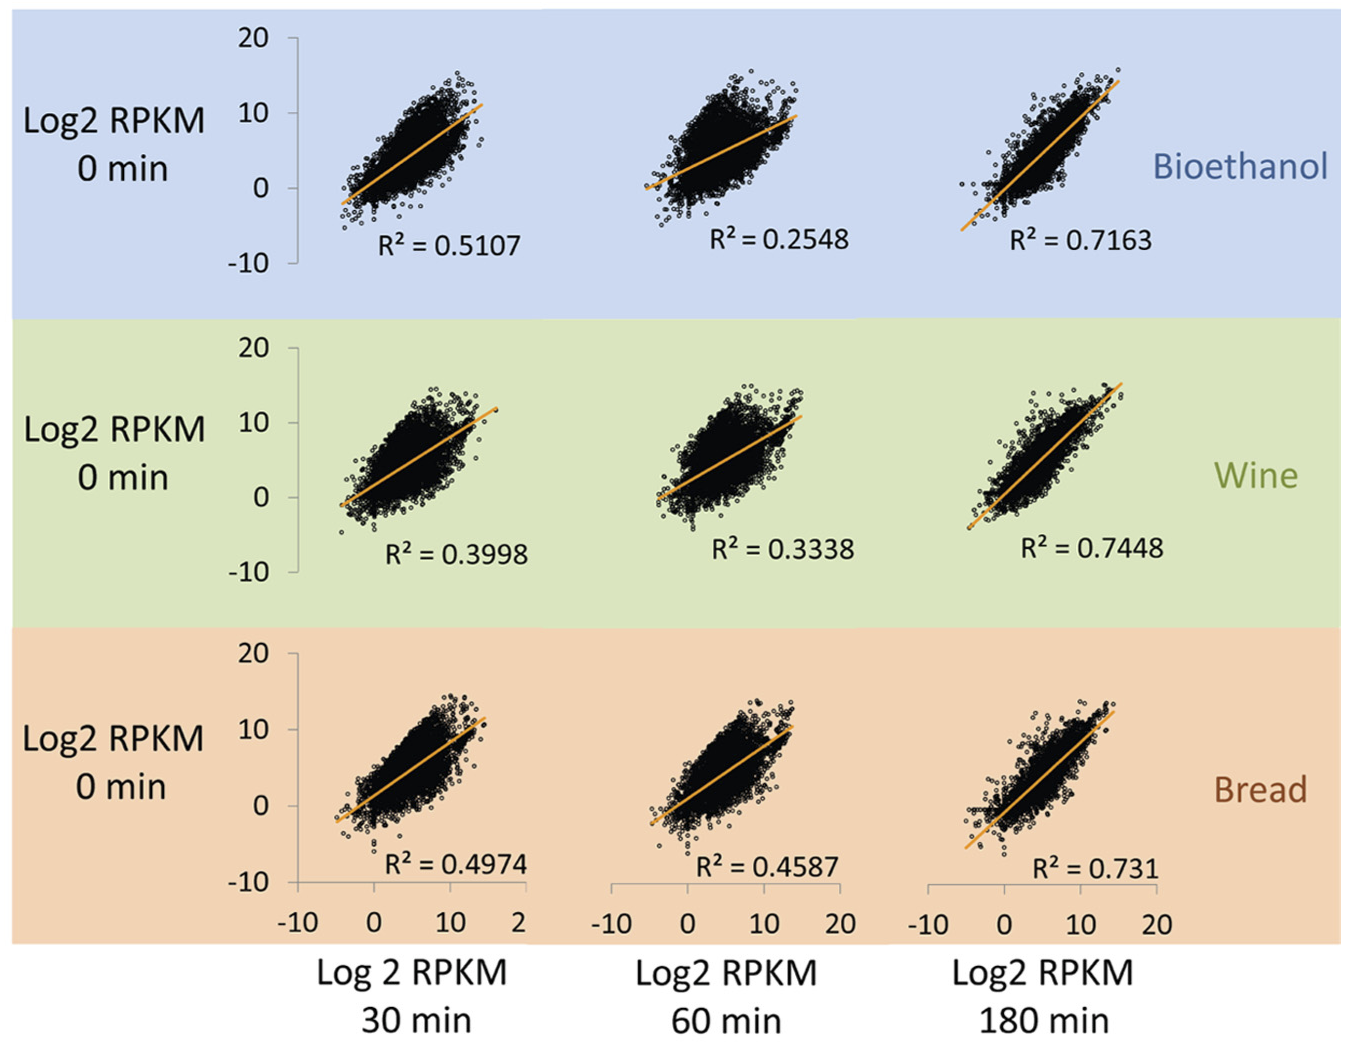 20
10
0
-10
Log2 RPKM
0 min
R² = 0.5107
R² = 0.2548
R² = 0.7163
Bioethanol
20
10
0
-10
Log2 RPKM
0 min
R² = 0.3998
R² = 0.3338
R² = 0.7448
Wine
20
10
0
-10
Log2 RPKM
0 min
R² = 0.4974
R² = 0.4587
R² = 0.731
Bread
-10 0 10 2
-10 0 10 20
-10 0 10 20
Log 2 RPKM
30 min
Log2 RPKM
60 min
Log2 RPKM
180 min